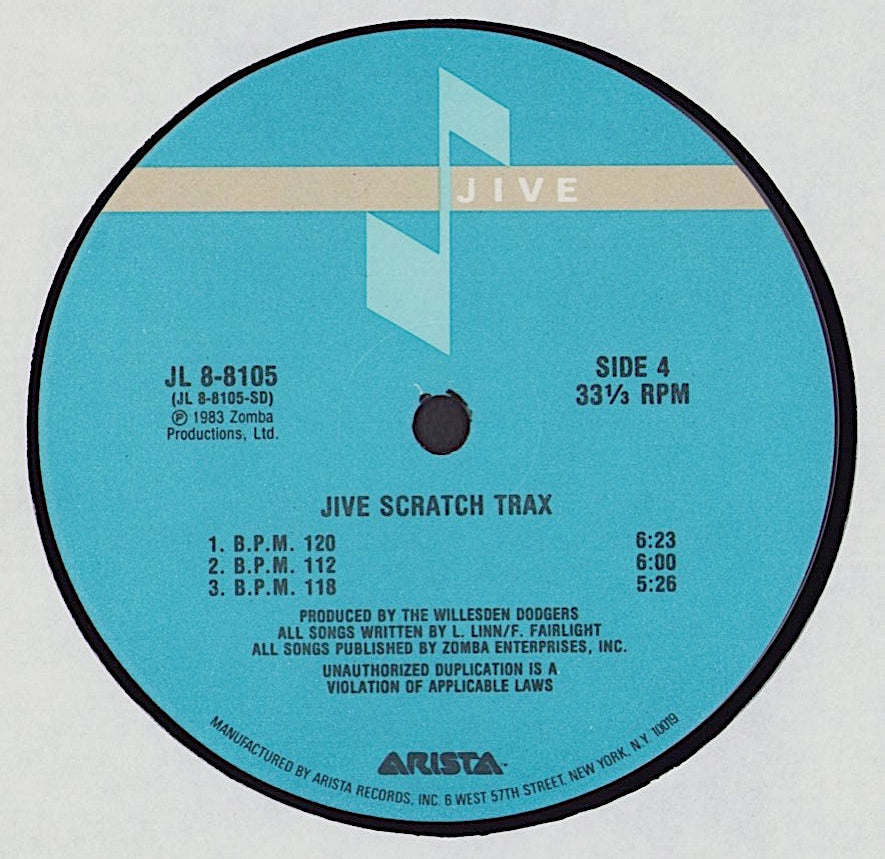 JIVE
JL 8-8105
(JL 8-8105-SD)
℗ 1983 Zomba
Productions, Ltd.
SIDE 4
33⅓ RPM
JIVE SCRATCH TRAX
1. B.P.M. 120 6:23
2. B.P.M. 112 6:00
3. B.P.M. 118 5:26
PRODUCED BY THE WILLESDEN DODGERS
ALL SONGS WRITTEN BY L. LINN/F. FAIRLIGHT
ALL SONGS PUBLISHED BY ZOMBA ENTERPRISES, INC.
UNAUTHORIZED DUPLICATION IS A
VIOLATION OF APPLICABLE LAWS
ARISTA™
MANUFACTURED BY ARISTA RECORDS, INC. 6 WEST 57TH STREET, NEW YORK, N.Y. 10019